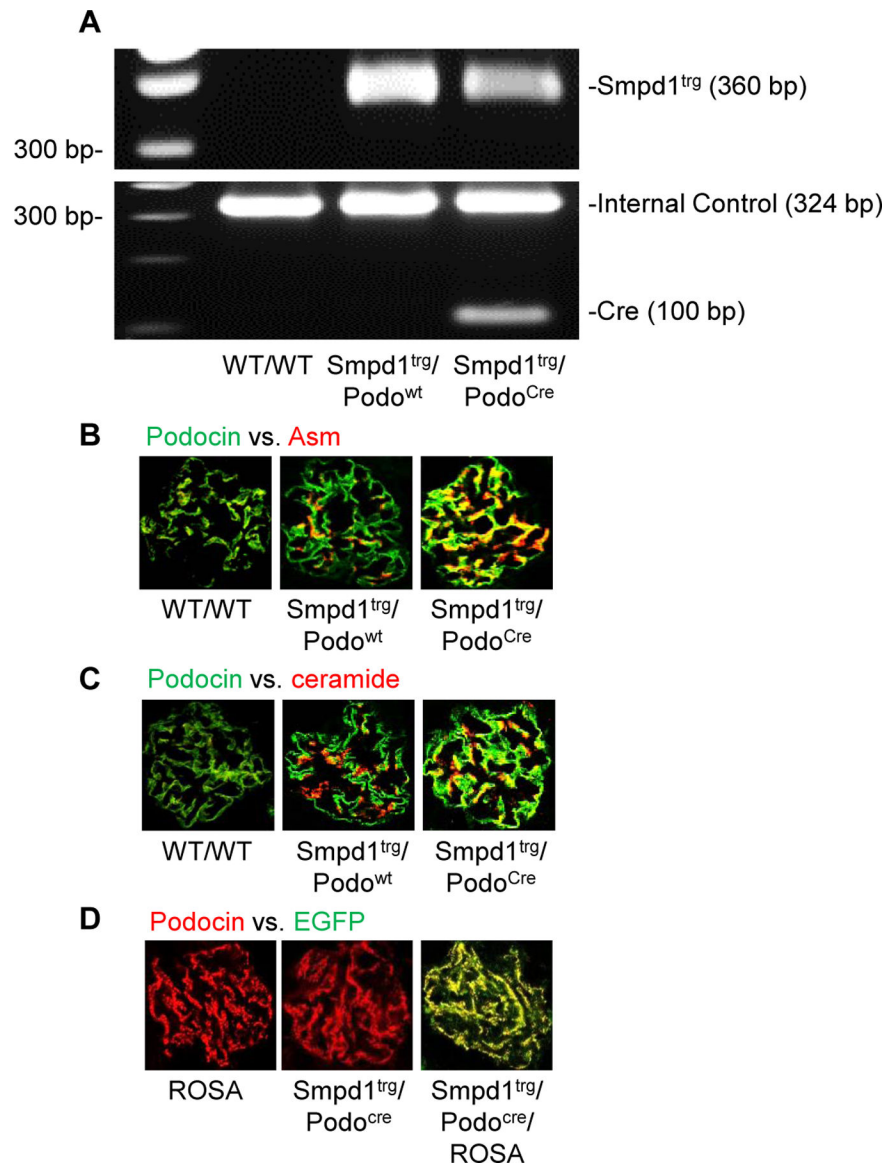 A
-Smpd1ᵗʳᵍ (360 bp)
300 bp-
300 bp-
-Internal Control (324 bp)
-Cre (100 bp)
WT/WT
Smpd1ᵗʳᵍ/
Podoʷᵗ
Smpd1ᵗʳᵍ/
Podoᶜʳᵉ
B
Podocin vs. Asm
WT/WT
Smpd1ᵗʳᵍ/
Podoʷᵗ
Smpd1ᵗʳᵍ/
Podoᶜʳᵉ
C
Podocin vs. ceramide
WT/WT
Smpd1ᵗʳᵍ/
Podoʷᵗ
Smpd1ᵗʳᵍ/
Podoᶜʳᵉ
D
Podocin vs. EGFP
ROSA
Smpd1ᵗʳᵍ/
Podoᶜʳᵉ
Smpd1ᵗʳᵍ/
Podoᶜʳᵉ/
ROSA